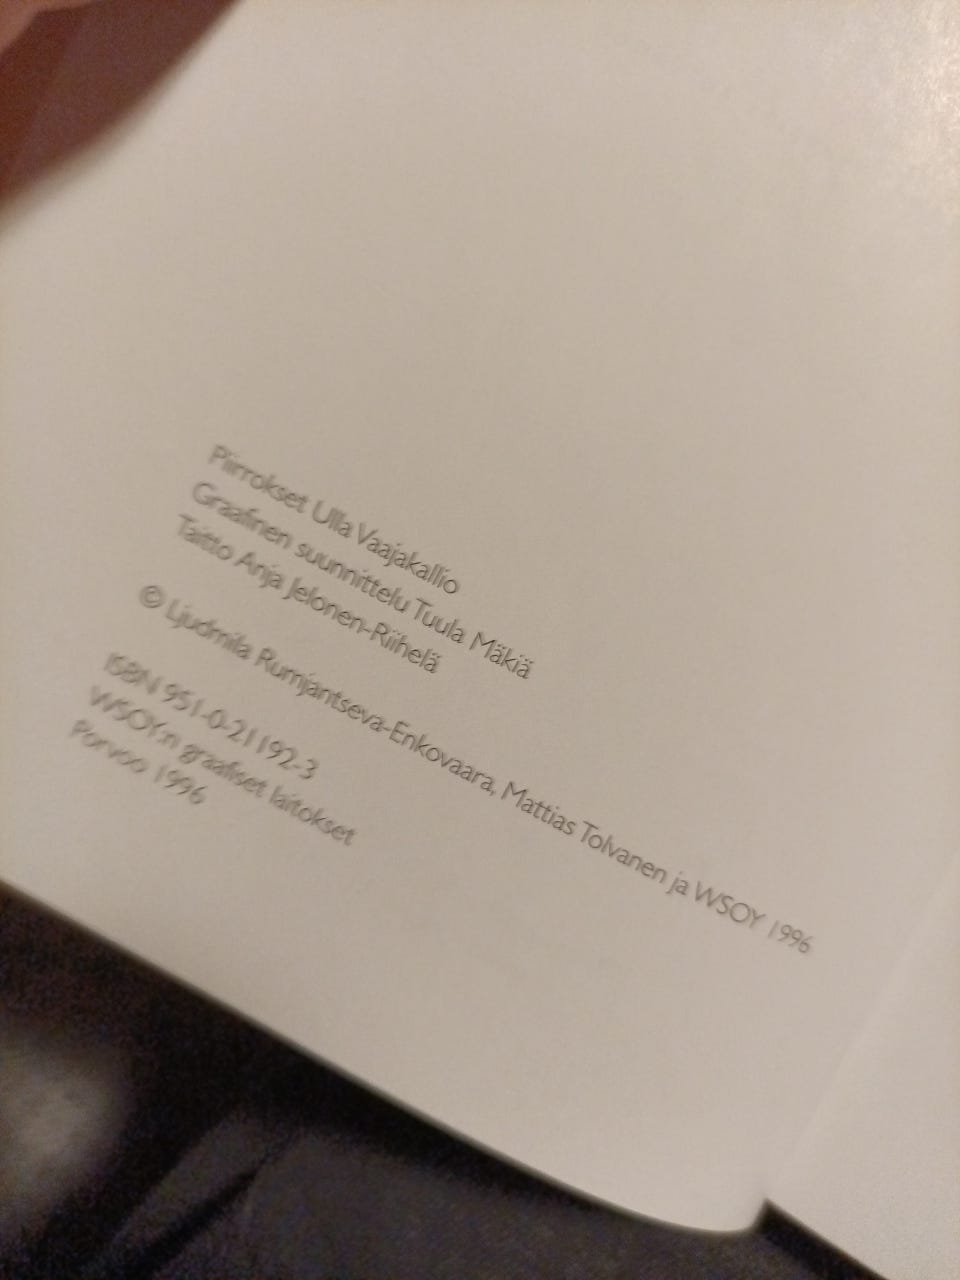 Piirrokset Ulla Vaajakallio
Graafinen suunnittelu Tuula Mäkiä
Taitto Anja Jelonen-Riihelä
© Ljudmila Rumjantseva-Enkovaara, Mattias Tolvanen ja WSOY 1996
ISBN 951-0-21192-3
WSOY:n graafiset laitokset
Porvoo 1996